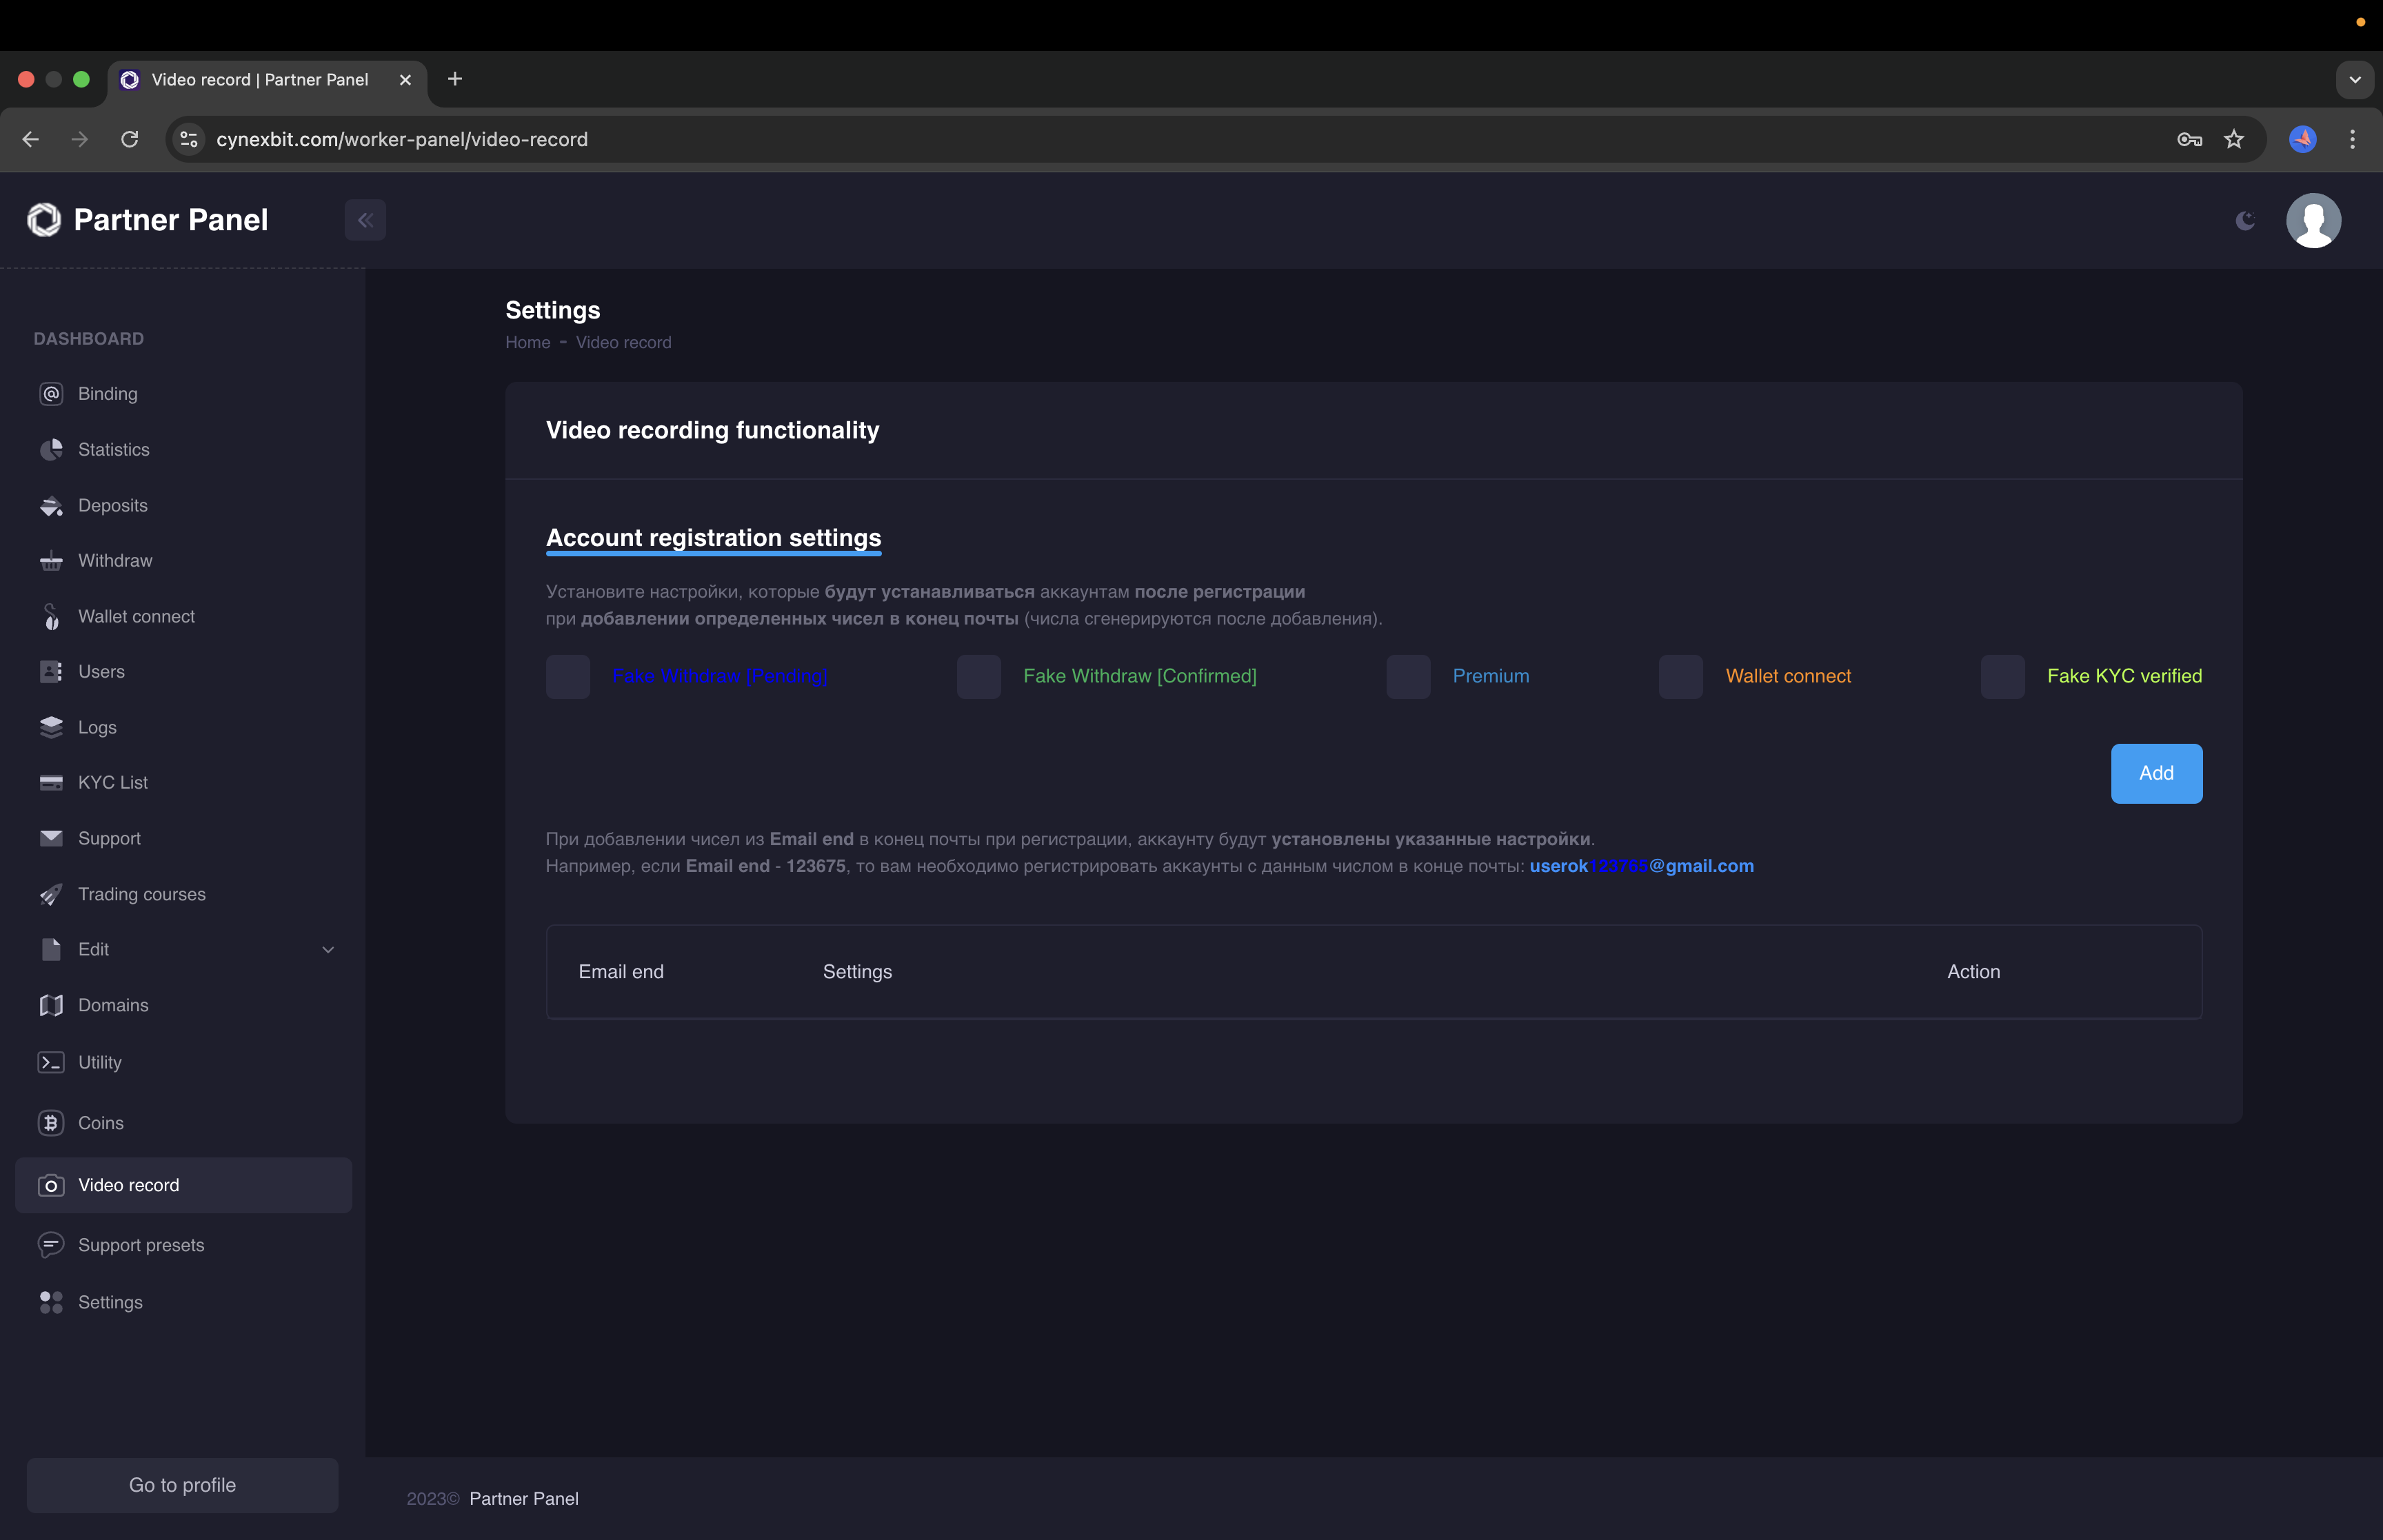 Video record | Partner Panel
cynexbit.com/worker-panel/video-record
Partner Panel
DASHBOARD
Binding
Statistics
Deposits
Withdraw
Wallet connect
Users
Logs
KYC List
Support
Trading courses
Edit
Domains
Utility
Coins
Video record
Support presets
Settings
Go to profile
Settings
Home - Video record
Video recording functionality
Account registration settings
Установите настройки, которые будут устанавливаться аккаунтам после регистрации
при добавлении определенных чисел в конец почты (числа сгенерируются после добавления).
Fake Withdraw [Pending] Fake Withdraw [Confirmed] Premium Wallet connect Fake KYC verified
Add
При добавлении чисел из Email end в конец почты при регистрации, аккаунту будут установлены указанные настройки.
Например, если Email end - 123675, то вам необходимо регистрировать аккаунты с данным числом в конце почты: userok123765@gmail.com
Email end Settings Action
2023© Partner Panel